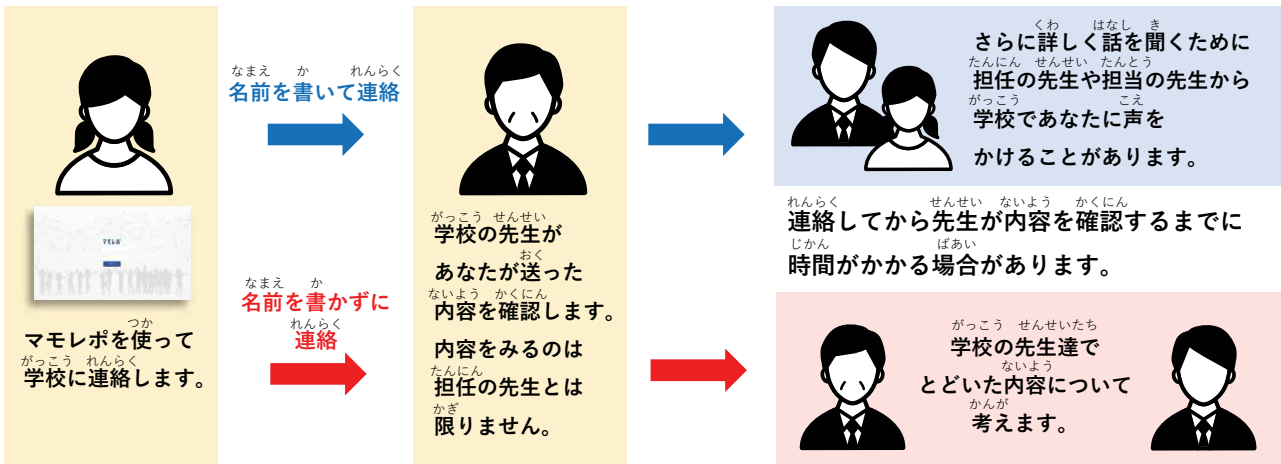 つか
マモレポを使って
がっこう れんらく
学校に連絡します。
マモレポ
なまえ か れんらく
名前を書いて連絡
なまえ か
名前を書かずに
れんらく
連絡
がっこう せんせい
学校の先生が
おく
あなたが送った
ないよう かくにん
内容を確認します。
内容をみるのは
たんにん
担任の先生とは
かぎ
限りません。
くわ はなし き
さらに詳しく話を聞くために
たんにん せんせい たんとう
担任の先生や担当の先生から
がっこう こえ
学校であなたに声を
かけることがあります。
れんらく せんせい ないよう かくにん
連絡してから先生が内容を確認するまでに
じかん ばあい
時間がかかる場合があります。
がっこう せんせいたち
学校の先生達で
ないよう
とどいた内容について
かんが
考えます。